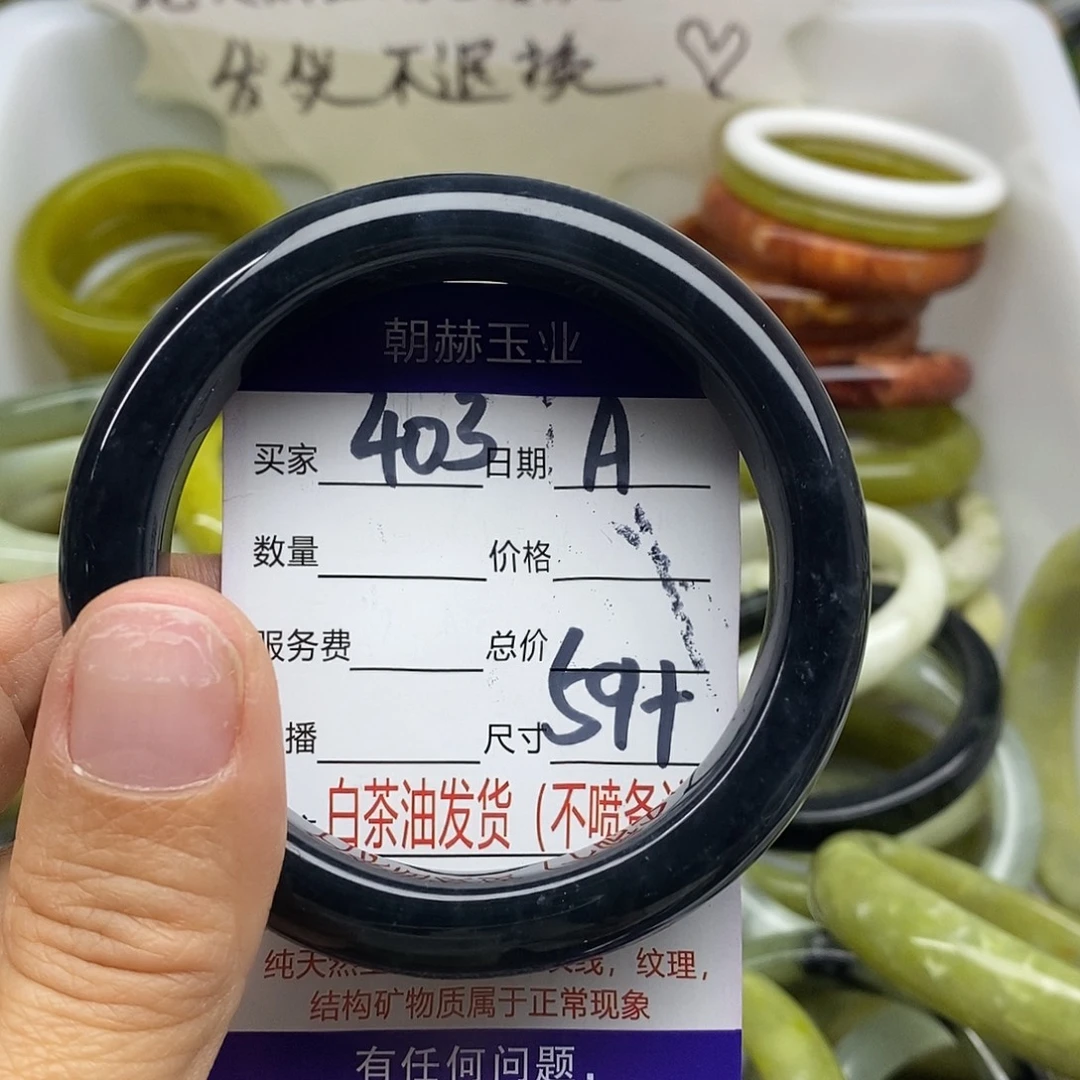 售出不退换
朝赫玉业
买家 403 日期 A
数量 价格
服务费 总价
播 尺寸 59+
白茶油发货（不喷
纯天然 纹理，
结构矿物质属于正常现象
有任何问题，